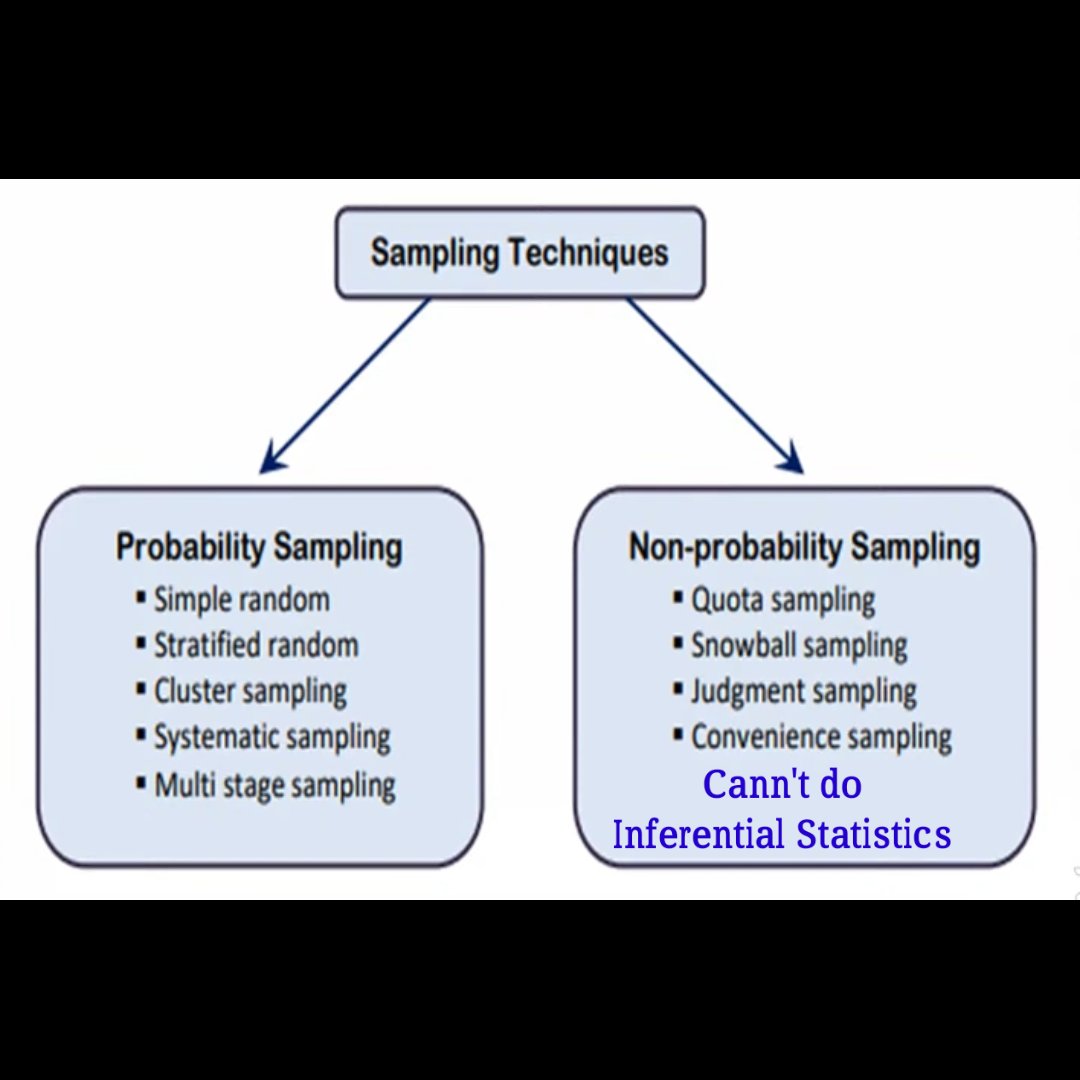 Sampling Techniques
Probability Sampling
▪ Simple random
▪ Stratified random
▪ Cluster sampling
▪ Systematic sampling
▪ Multi stage sampling
Non-probability Sampling
▪ Quota sampling
▪ Snowball sampling
▪ Judgment sampling
▪ Convenience sampling
Cann't do
Inferential Statistics